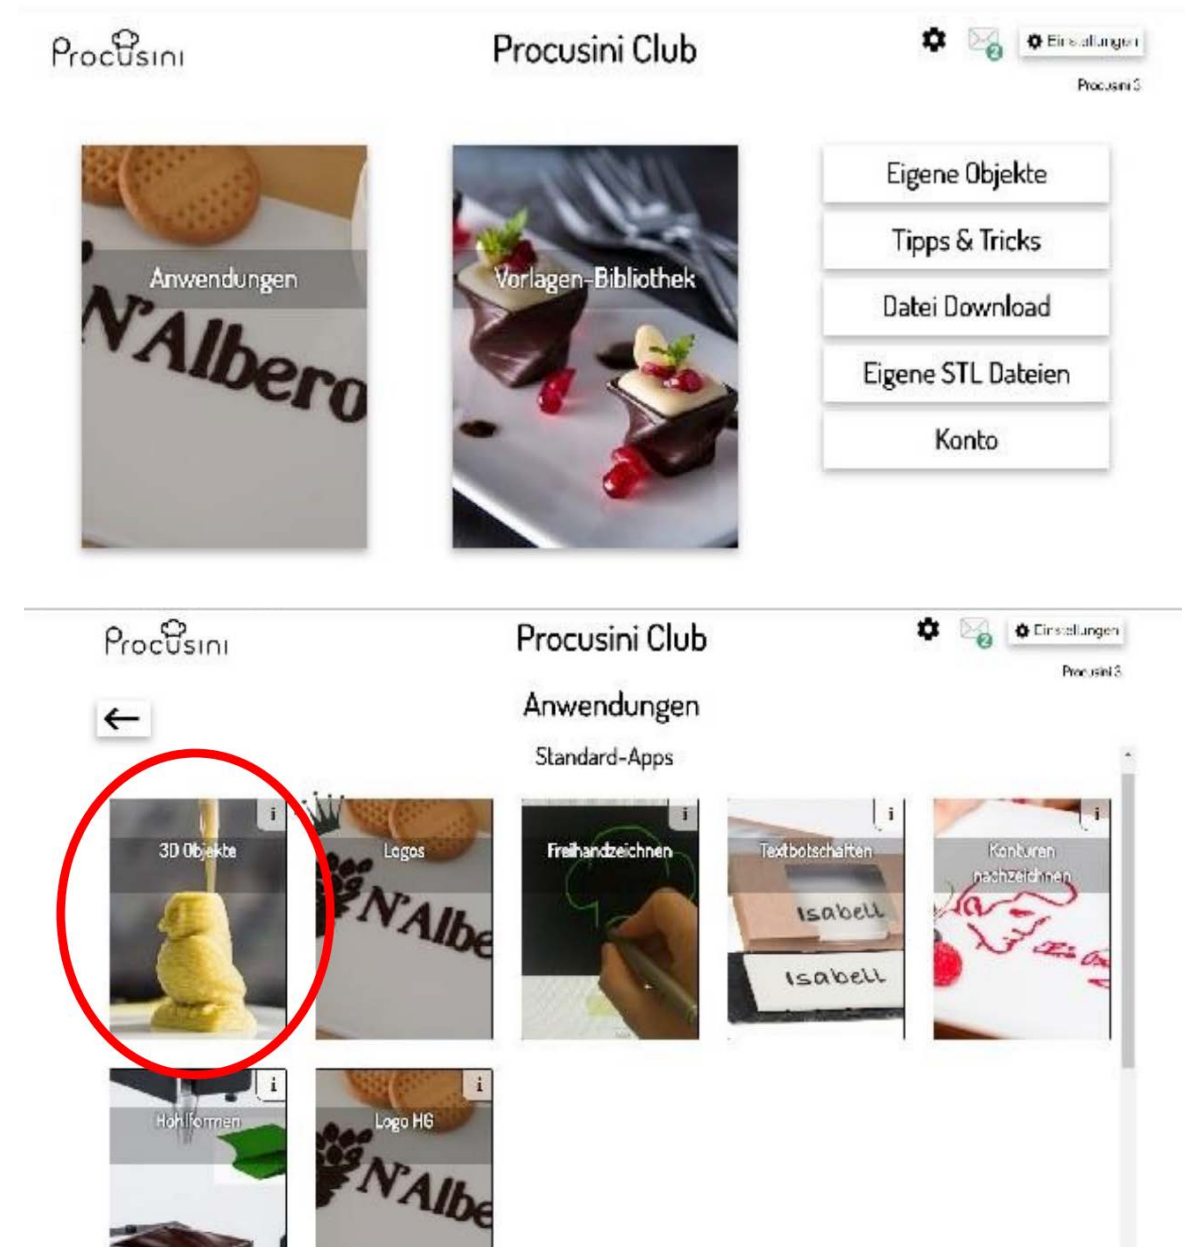 Procusini
Procusini Club
2
Einstellungen
Procusini 3
Anwendungen
N'Albero
Vorlagen-Bibliothek
Eigene Objekte
Tipps & Tricks
Datei Download
Eigene STL Dateien
Konto
Procusini
Procusini Club
2
Einstellungen
Procusini 3
Anwendungen
Standard-Apps
i
3D Objekte
Logos
N'Albe
i
Freihandzeichnen
i
Textbotschaften
Isabell
Isabell
i
Konturen
nachzeichnen
i
Hohlformen
i
Logo HG
N'Albe